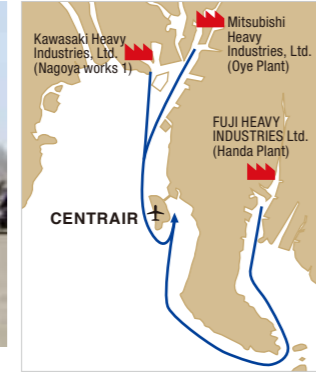 Kawasaki Heavy
Industries, Ltd.
(Nagoya works 1)
Mitsubishi
Heavy
Industries, Ltd.
(Oye Plant)
FUJI HEAVY
INDUSTRIES Ltd.
(Handa Plant)
CENTRAIR